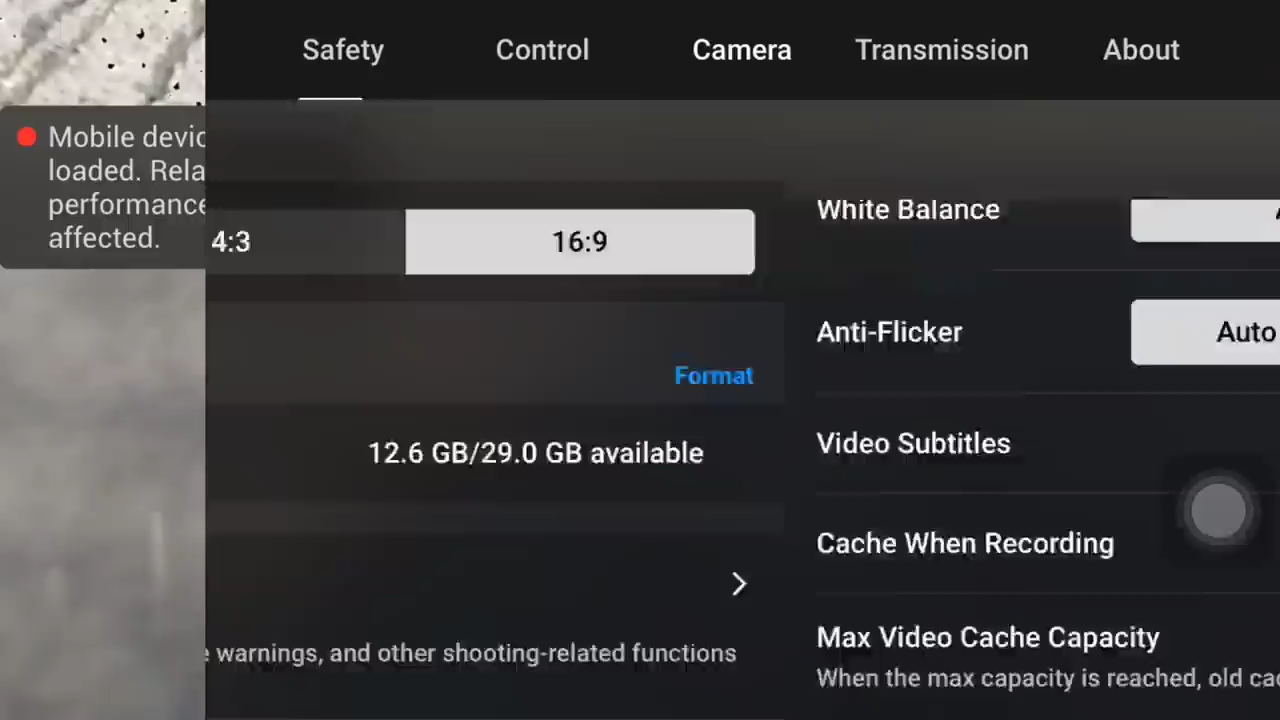 Safety Control Camera Transmission About
Mobile devic
loaded. Rela
performance
affected.
4:3 16:9
Format
12.6 GB/29.0 GB available
warnings, and other shooting-related functions
White Balance
Anti-Flicker Auto
Video Subtitles
Cache When Recording
Max Video Cache Capacity
When the max capacity is reached, old cac